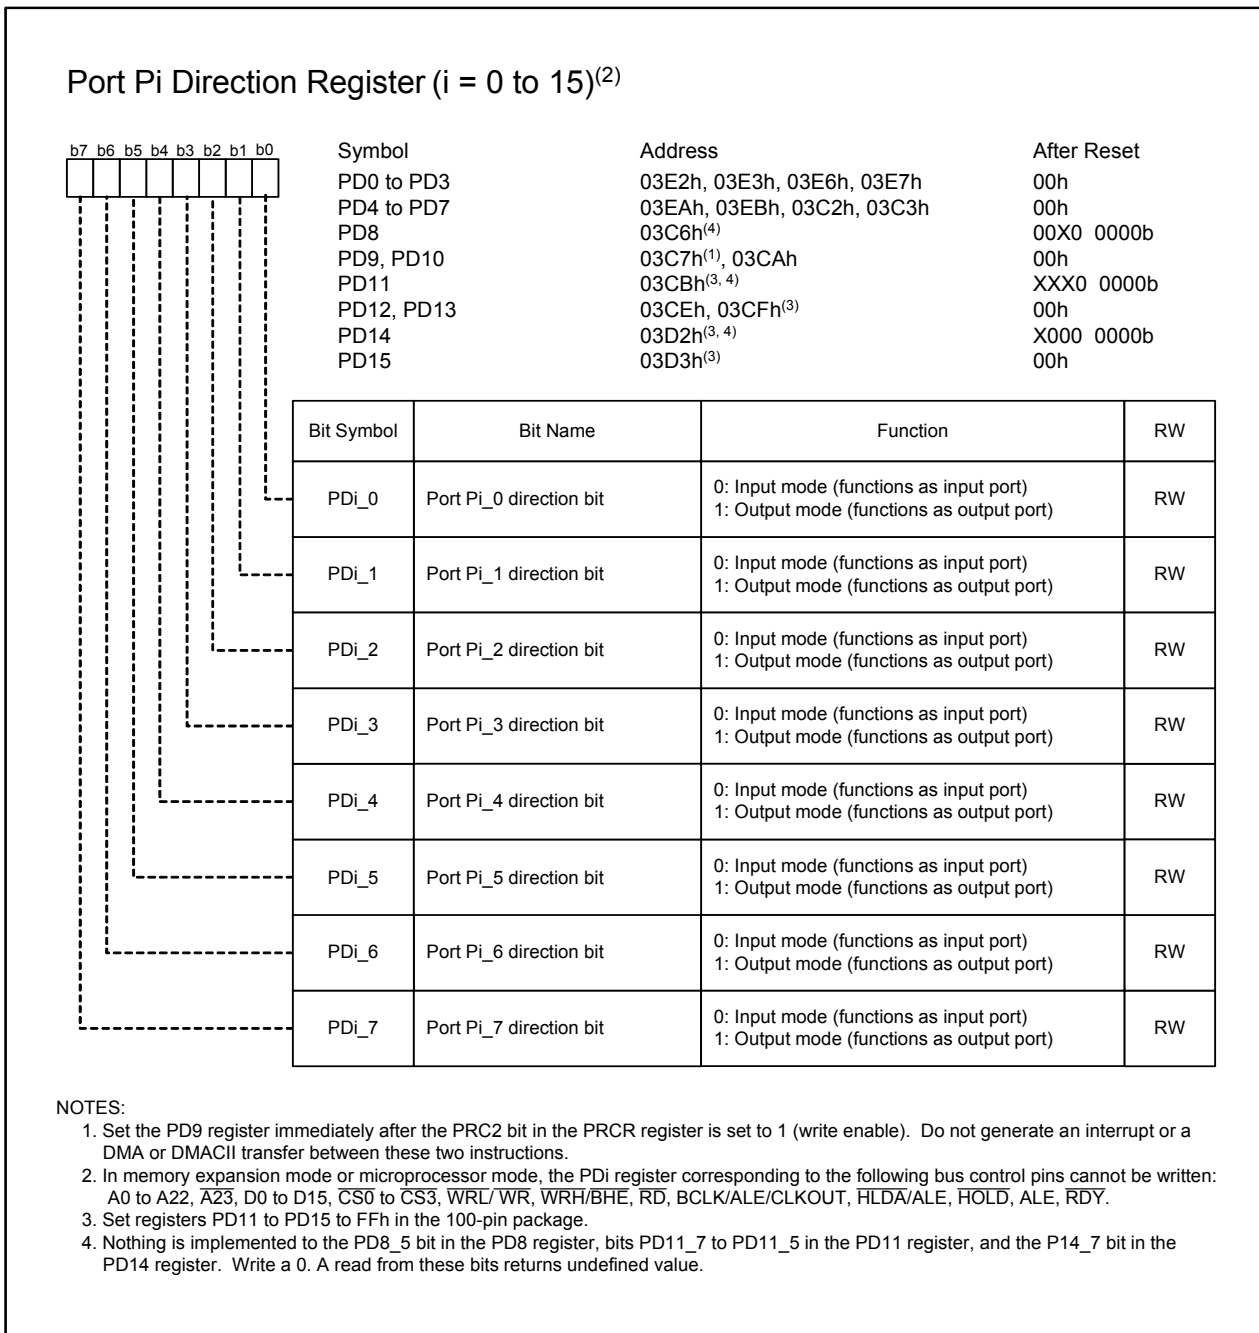 Port Pi Direction Register (i = 0 to 15)(2)
b7 b6 b5 b4 b3 b2 b1 b0
Symbol Address After Reset
PD0 to PD3 03E2h, 03E3h, 03E6h, 03E7h 00h
PD4 to PD7 03EAh, 03EBh, 03C2h, 03C3h 00h
PD8 03C6h(4) 00X0 0000b
PD9, PD10 03C7h(1), 03CAh 00h
PD11 03CBh(3, 4) XXX0 0000b
PD12, PD13 03CEh, 03CFh(3) 00h
PD14 03D2h(3, 4) X000 0000b
PD15 03D3h(3) 00h
Bit Symbol Bit Name Function RW
PDi_0 Port Pi_0 direction bit 0: Input mode (functions as input port)
1: Output mode (functions as output port) RW
PDi_1 Port Pi_1 direction bit 0: Input mode (functions as input port)
1: Output mode (functions as output port) RW
PDi_2 Port Pi_2 direction bit 0: Input mode (functions as input port)
1: Output mode (functions as output port) RW
PDi_3 Port Pi_3 direction bit 0: Input mode (functions as input port)
1: Output mode (functions as output port) RW
PDi_4 Port Pi_4 direction bit 0: Input mode (functions as input port)
1: Output mode (functions as output port) RW
PDi_5 Port Pi_5 direction bit 0: Input mode (functions as input port)
1: Output mode (functions as output port) RW
PDi_6 Port Pi_6 direction bit 0: Input mode (functions as input port)
1: Output mode (functions as output port) RW
PDi_7 Port Pi_7 direction bit 0: Input mode (functions as input port)
1: Output mode (functions as output port) RW
NOTES:
1. Set the PD9 register immediately after the PRC2 bit in the PRCR register is set to 1 (write enable). Do not generate an interrupt or a
DMA or DMACII transfer between these two instructions.
2. In memory expansion mode or microprocessor mode, the PDi register corresponding to the following bus control pins cannot be written:
A0 to A22, A̅2̅3̅, D0 to D15, C̅S̅0̅ to C̅S̅3̅, W̅R̅L̅/ W̅R̅, W̅R̅H̅/B̅H̅E̅, R̅D̅, BCLK/ALE/CLKOUT, H̅L̅D̅A̅/ALE, H̅O̅L̅D̅, ALE, R̅D̅Y̅.
3. Set registers PD11 to PD15 to FFh in the 100-pin package.
4. Nothing is implemented to the PD8_5 bit in the PD8 register, bits PD11_7 to PD11_5 in the PD11 register, and the P14_7 bit in the
PD14 register. Write a 0. A read from these bits returns undefined value.